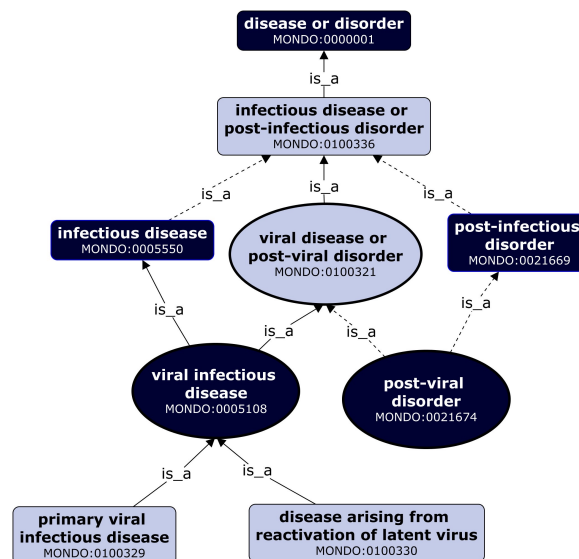 disease or disorder
MONDO:0000001
is_a
infectious disease or
post-infectious disorder
MONDO:0100336
is_a
is_a
is_a
infectious disease
MONDO:0005550
viral disease or
post-viral disorder
MONDO:0100321
post-infectious
disorder
MONDO:0021669
is_a
is_a
is_a
is_a
viral infectious
disease
MONDO:0005108
post-viral
disorder
MONDO:0021674
is_a
is_a
primary viral
infectious disease
MONDO:0100329
disease arising from
reactivation of latent virus
MONDO:0100330